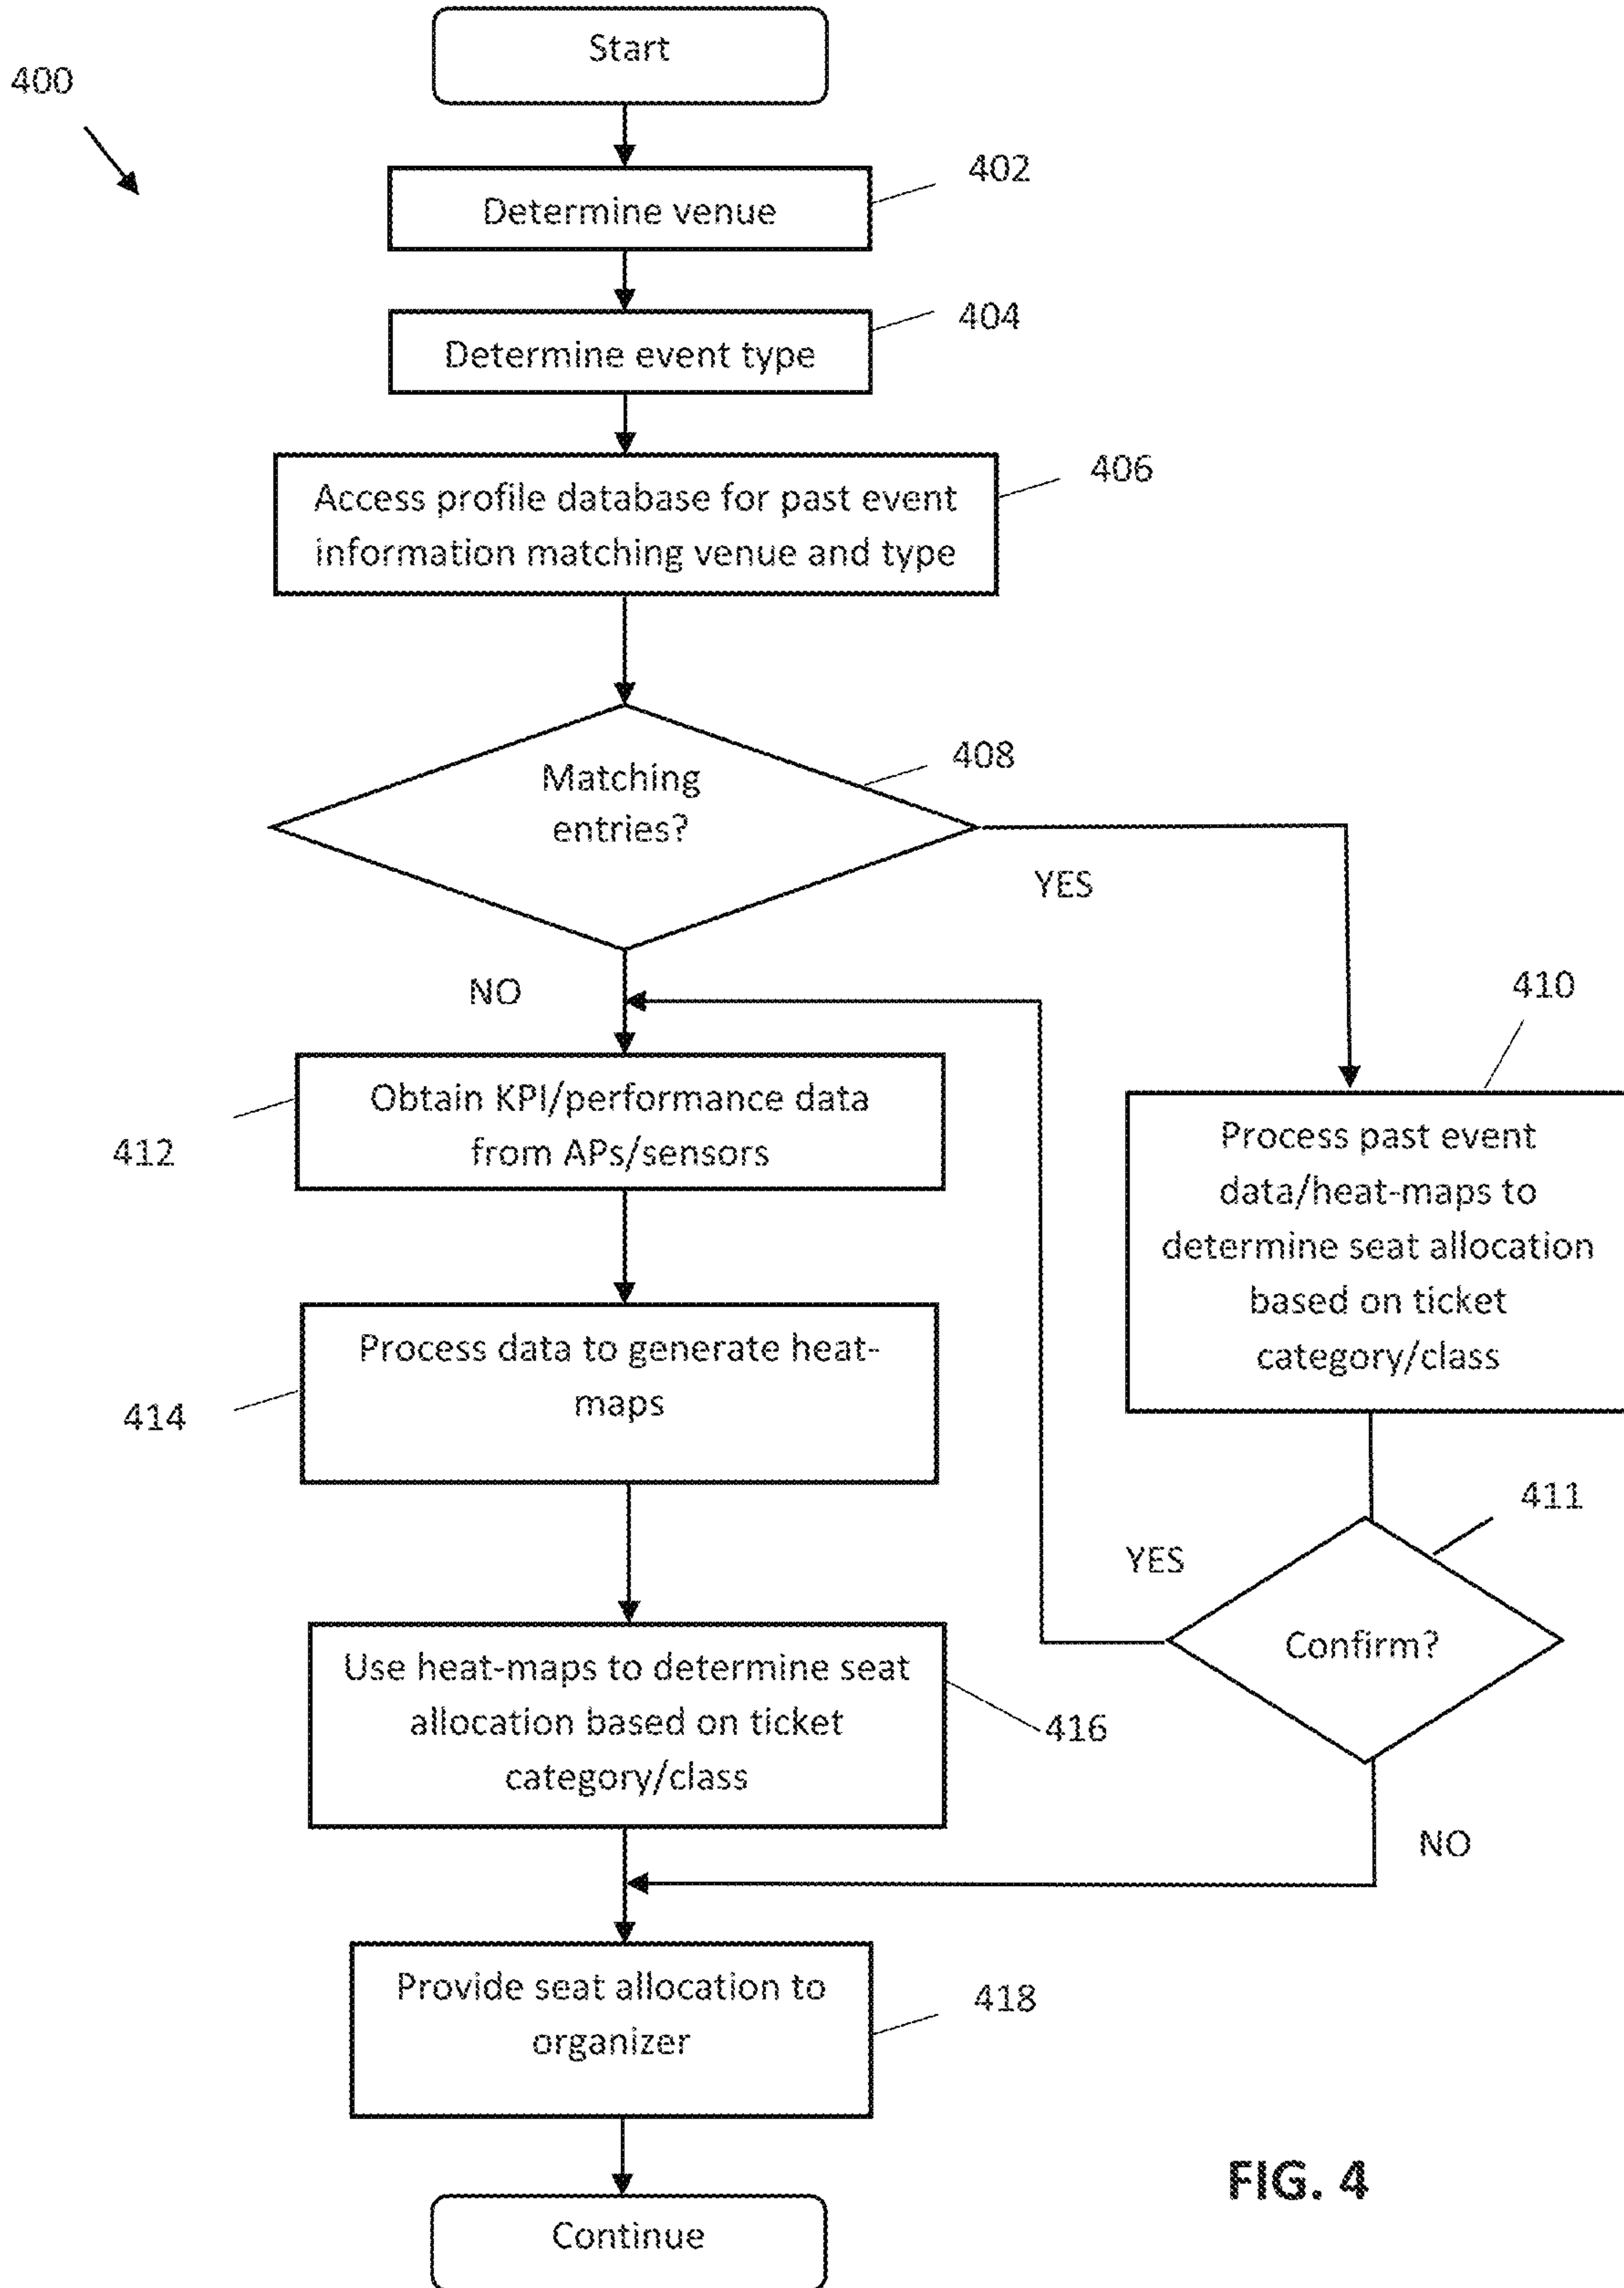 Start
400
402
Determine venue
404
Determine event type
406
Access profile database for past event
information matching venue and type
408
Matching
entries?
YES
NO
410
412
Obtain KPI/performance data
from APs/sensors
Process past event
data/heat-maps to
determine seat allocation
based on ticket
category/class
414
Process data to generate heat-
maps
411
YES
Confirm?
416
Use heat-maps to determine seat
allocation based on ticket
category/class
NO
418
Provide seat allocation to
organizer
FIG. 4
Continue